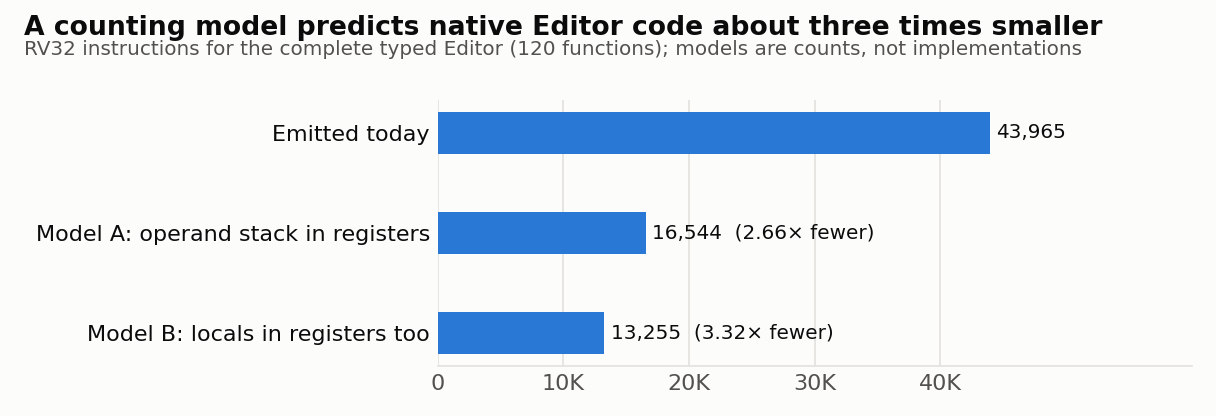 A counting model predicts native Editor code about three times smaller
RV32 instructions for the complete typed Editor (120 functions); models are counts, not implementations
Emitted today
43,965
Model A: operand stack in registers
16,544 (2.66× fewer)
Model B: locals in registers too
13,255 (3.32× fewer)
0 10K 20K 30K 40K